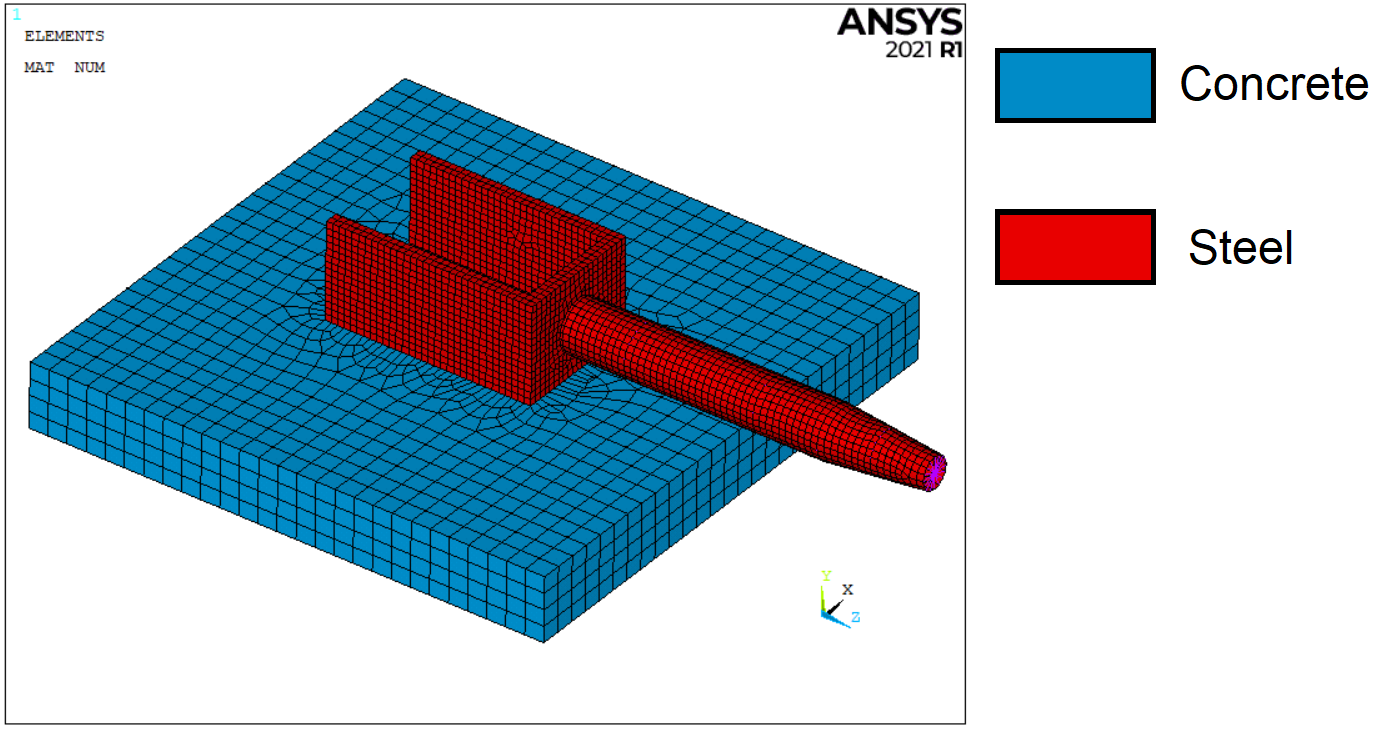 1
ELEMENTS
MAT NUM
ANSYS
2021 R1
Concrete
Steel
Y
X
Z